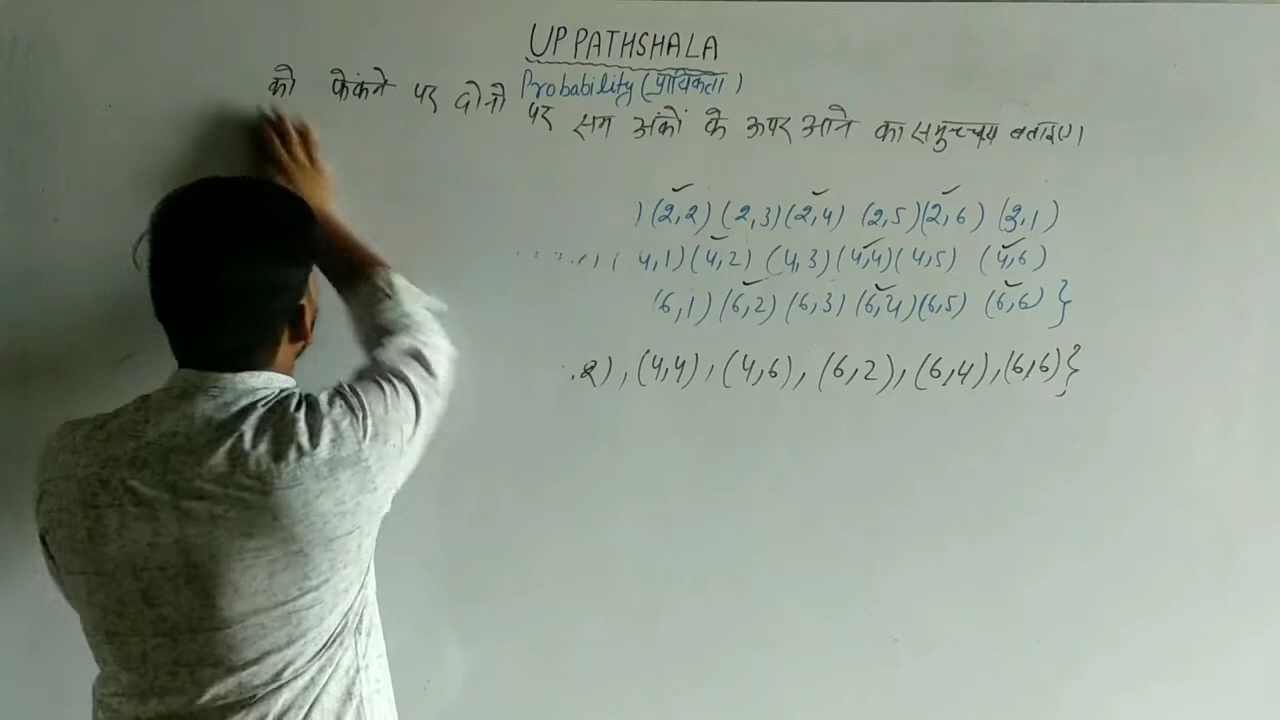 UP PATHSHALA
Probability (प्रायिकता)
को फेकने पर दोनो पर सम अंकों के ऊपर आने का समुच्चय बताइए।
) (2,2) (2,3) (2,4) (2,5) (2,6) (3,1)
4,1) (4,2) (4,3) (4,4) (4,5) (4,6)
(6,1) (6,2) (6,3) (6,4) (6,5) (6,6) }
2), (4,4), (4,6), (6,2), (6,4), (6,6)}